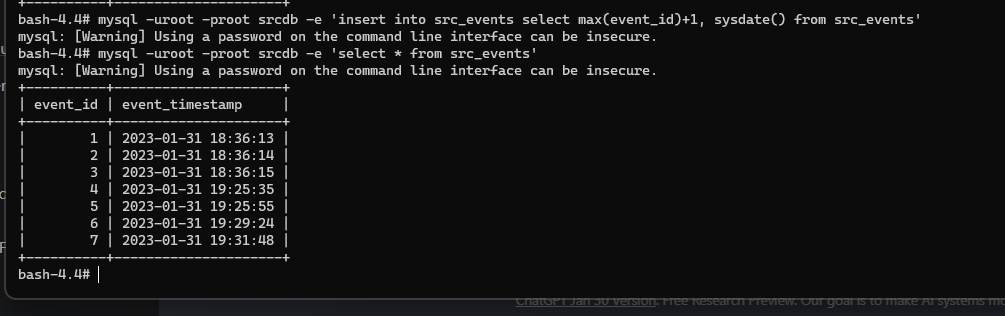 +----------+---------------------+
bash-4.4# mysql -uroot -proot srcdb -e 'insert into src_events select max(event_id)+1, sysdate() from src_events'
mysql: [Warning] Using a password on the command line interface can be insecure.
bash-4.4# mysql -uroot -proot srcdb -e 'select * from src_events'
mysql: [Warning] Using a password on the command line interface can be insecure.
+----------+---------------------+
| event_id | event_timestamp     |
+----------+---------------------+
|        1 | 2023-01-31 18:36:13 |
|        2 | 2023-01-31 18:36:14 |
|        3 | 2023-01-31 18:36:15 |
|        4 | 2023-01-31 19:25:35 |
|        5 | 2023-01-31 19:25:55 |
|        6 | 2023-01-31 19:29:24 |
|        7 | 2023-01-31 19:31:48 |
+----------+---------------------+
bash-4.4#
ChatGPT Jan 30 Version. Free Research Preview. Our goal is to make AI systems